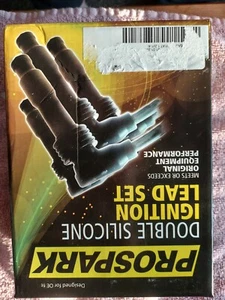 PROSPARK
Designed for OE fit
DOUBLE SILICONE
IGNITION
LEAD SET
MEETS OR EXCEEDS
ORIGINAL
EQUIPMENT
PERFORMANCE